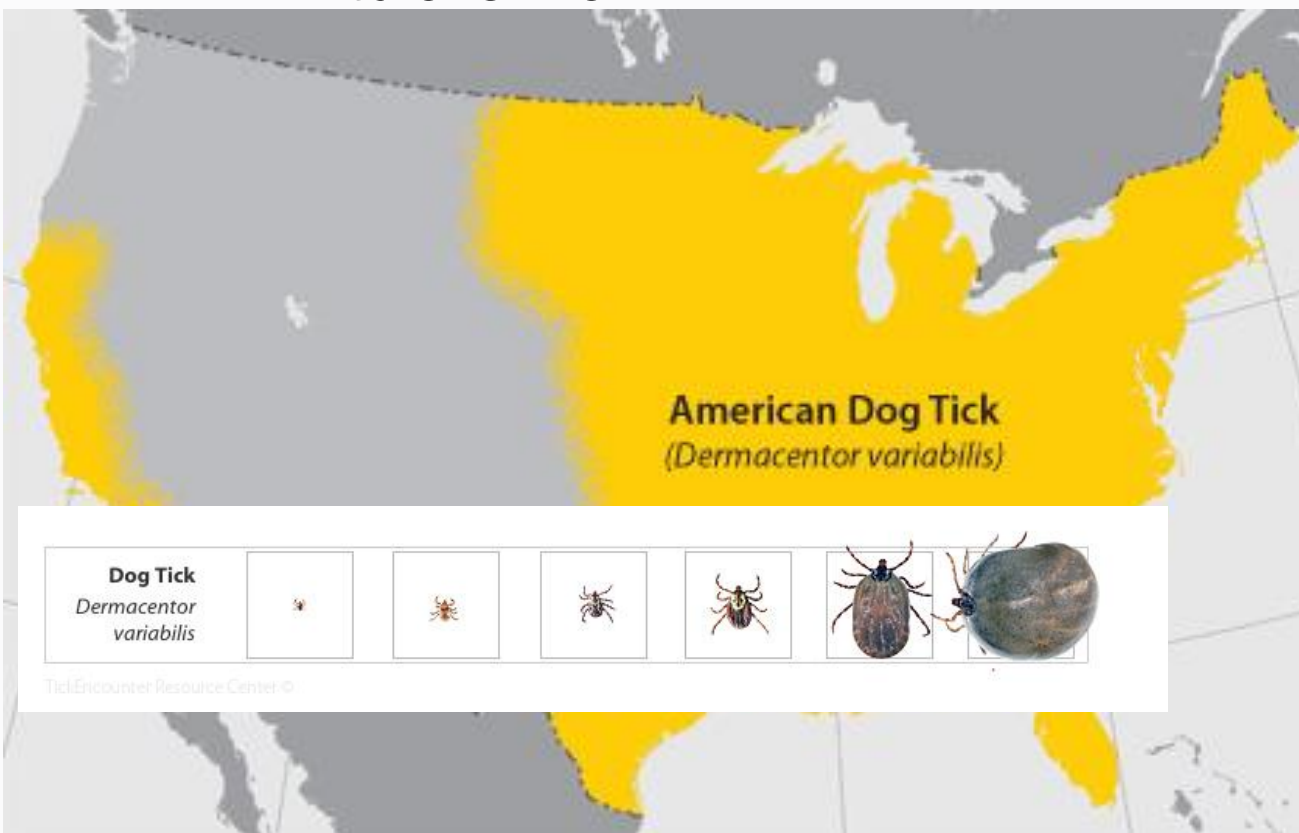 American Dog Tick
(Dermacentor variabilis)
Dog Tick
Dermacentor
variabilis
TickEncounter Resource Center ©